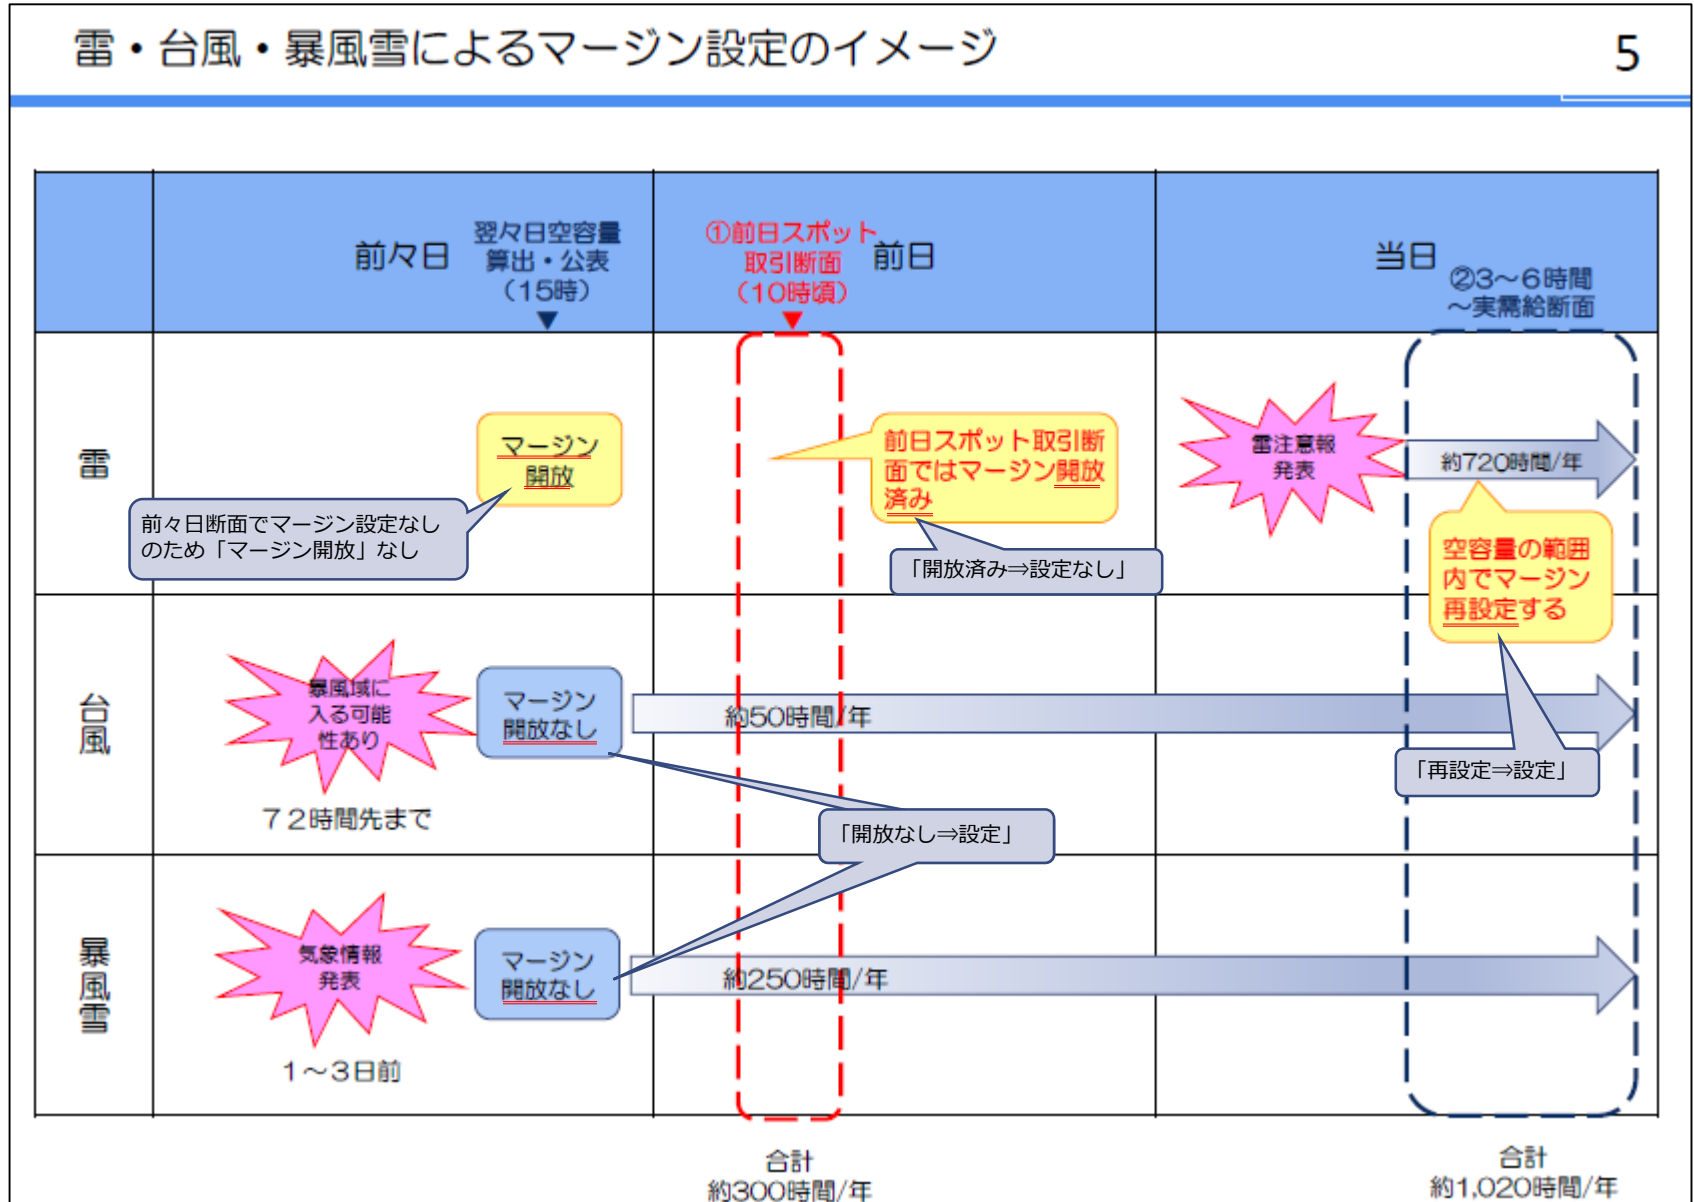 雷・台風・暴風雪によるマージン設定のイメージ
5
前々日
翌々日空容量
算出・公表
（15時）
①前日スポット
取引断面
（10時頃）
前日
当日
②3～6時間
～実需給断面
雷
マージン
開放
前々日断面でマージン設定なし
のため「マージン開放」なし
前日スポット取引断
面ではマージン開放
済み
「開放済み⇒設定なし」
雷注意報
発表
約720時間/年
空容量の範囲
内でマージン
再設定する
「再設定⇒設定」
台風
暴風域に
入る可能
性あり
72時間先まで
マージン
開放なし
約50時間/年
「開放なし⇒設定」
暴風雪
気象情報
発表
1～3日前
マージン
開放なし
約250時間/年
合計
約300時間/年
合計
約1,020時間/年